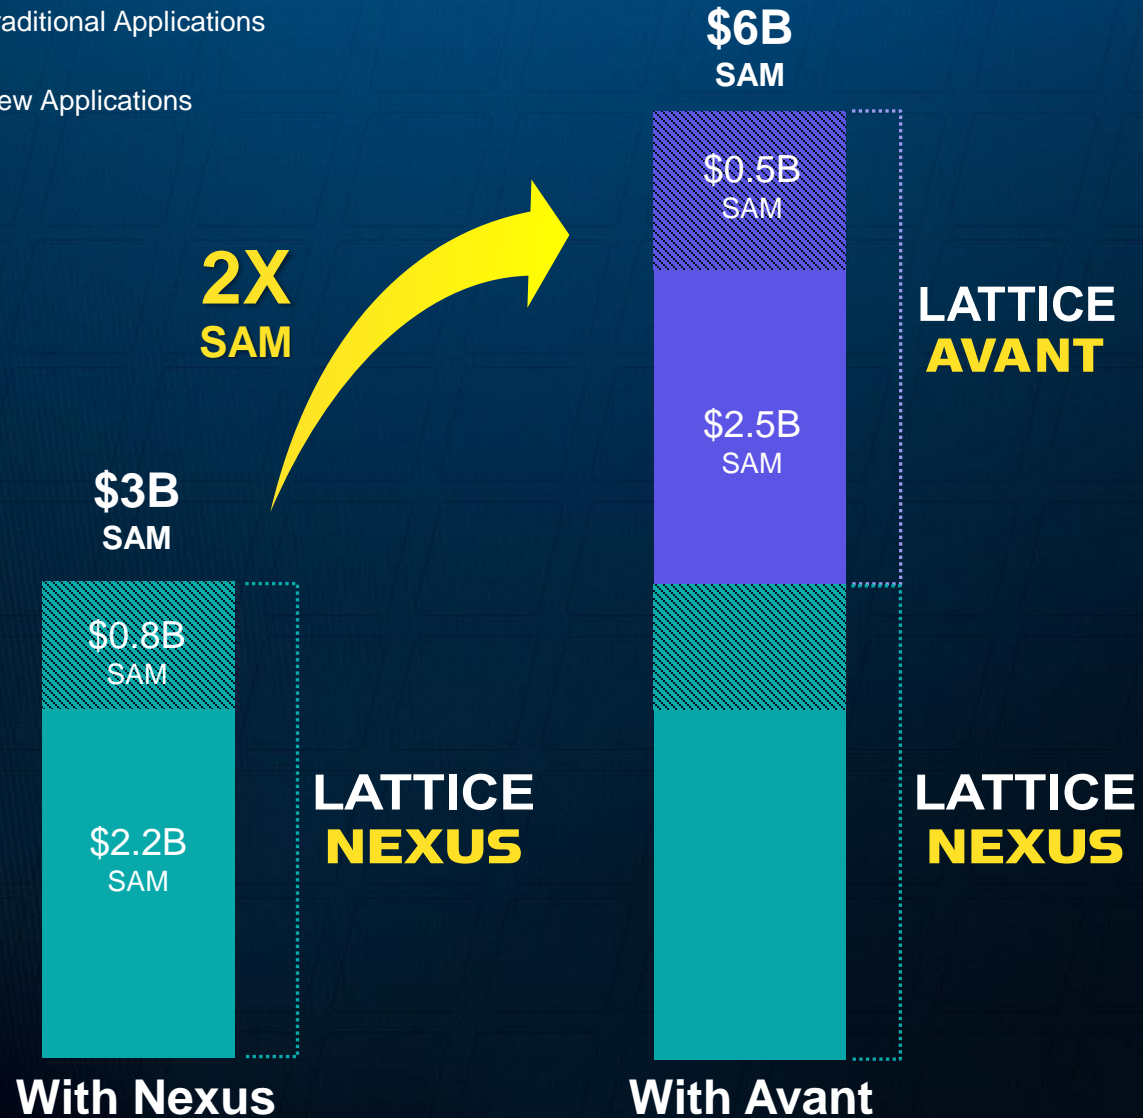 raditional Applications
ew Applications
$6B
SAM
$0.5B
SAM
2X
SAM
LATTICE
AVANT
$2.5B
SAM
$3B
SAM
$0.8B
SAM
LATTICE
NEXUS
$2.2B
SAM
LATTICE
NEXUS
With Nexus
With Avant